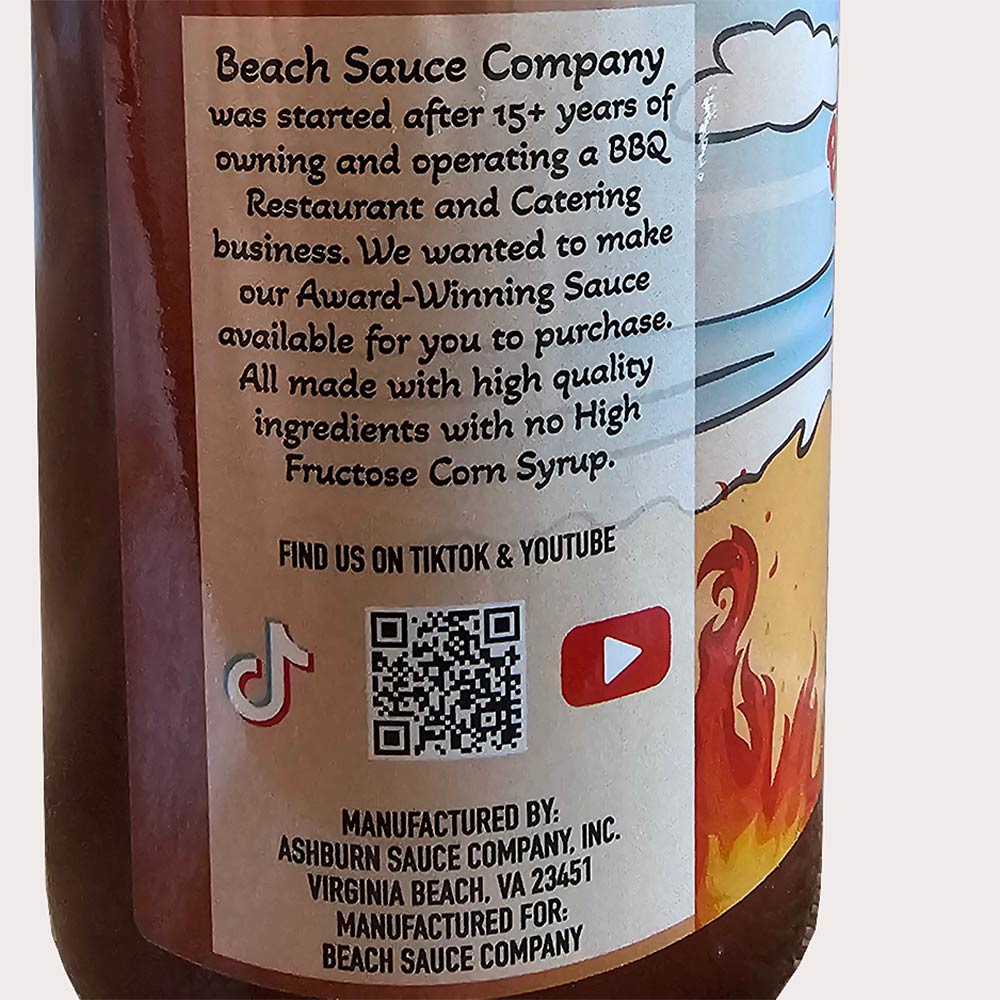 Beach Sauce Company
was started after 15+ years of
owning and operating a BBQ
Restaurant and Catering
business. We wanted to make
our Award-Winning Sauce
available for you to purchase.
All made with high quality
ingredients with no High
Fructose Corn Syrup.
FIND US ON TIKTOK & YOUTUBE
MANUFACTURED BY:
ASHBURN SAUCE COMPANY, INC.
VIRGINIA BEACH, VA 23451
MANUFACTURED FOR:
BEACH SAUCE COMPANY